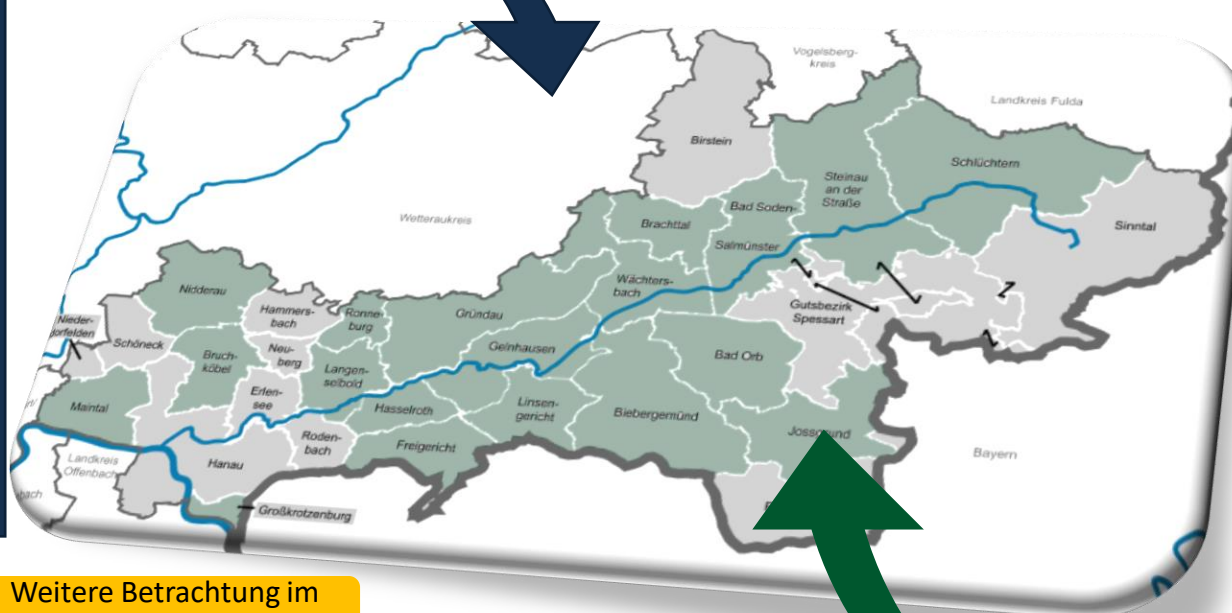 Vogelsberg-
kreis
Landkreis Fulda
Birstein
Schlüchtern
Steinau
an der
Straße
Bad Soden-
Salmünster
Sinntal
Brachttal
Wetteraukreis
Wächters-
bach
Gutsbezirk
Spessart
Nidderau
Hammers-
bach
Ronne-
burg
Gründau
Nieder-
dorfelden
Schöneck
Bruch-
köbel
Neu-
berg
Langen-
selbold
Gelnhausen
Bad Orb
Erlen-
see
Maintal
Hasselroth
Linsen-
gericht
Biebergemünd
Jossgrund
Bayern
Landkreis
Offenbach
Hanau
Roden-
bach
Freigericht
bach
Großkrotzenburg
Weitere Betrachtung im